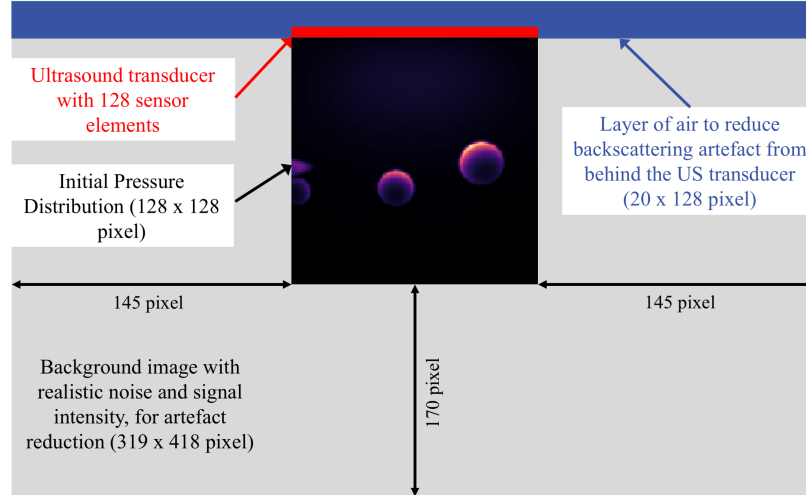 Ultrasound transducer
with 128 sensor
elements
Layer of air to reduce
backscattering artefact from
behind the US transducer
(20 x 128 pixel)
Initial Pressure
Distribution (128 x 128
pixel)
145 pixel
145 pixel
170 pixel
Background image with
realistic noise and signal
intensity, for artefact
reduction (319 x 418 pixel)